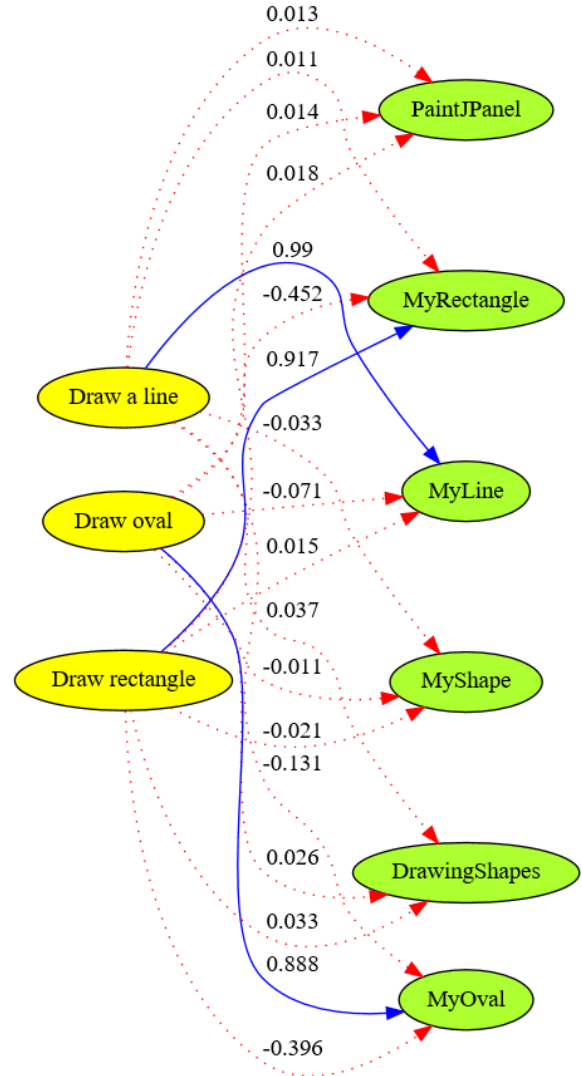 0.013
0.011
PaintJPanel
0.014
0.018
0.99
-0.452
MyRectangle
0.917
Draw a line
-0.033
-0.071
MyLine
Draw oval
0.015
0.037
-0.011
MyShape
Draw rectangle
-0.021
-0.131
0.026
DrawingShapes
0.033
0.888
MyOval
-0.396